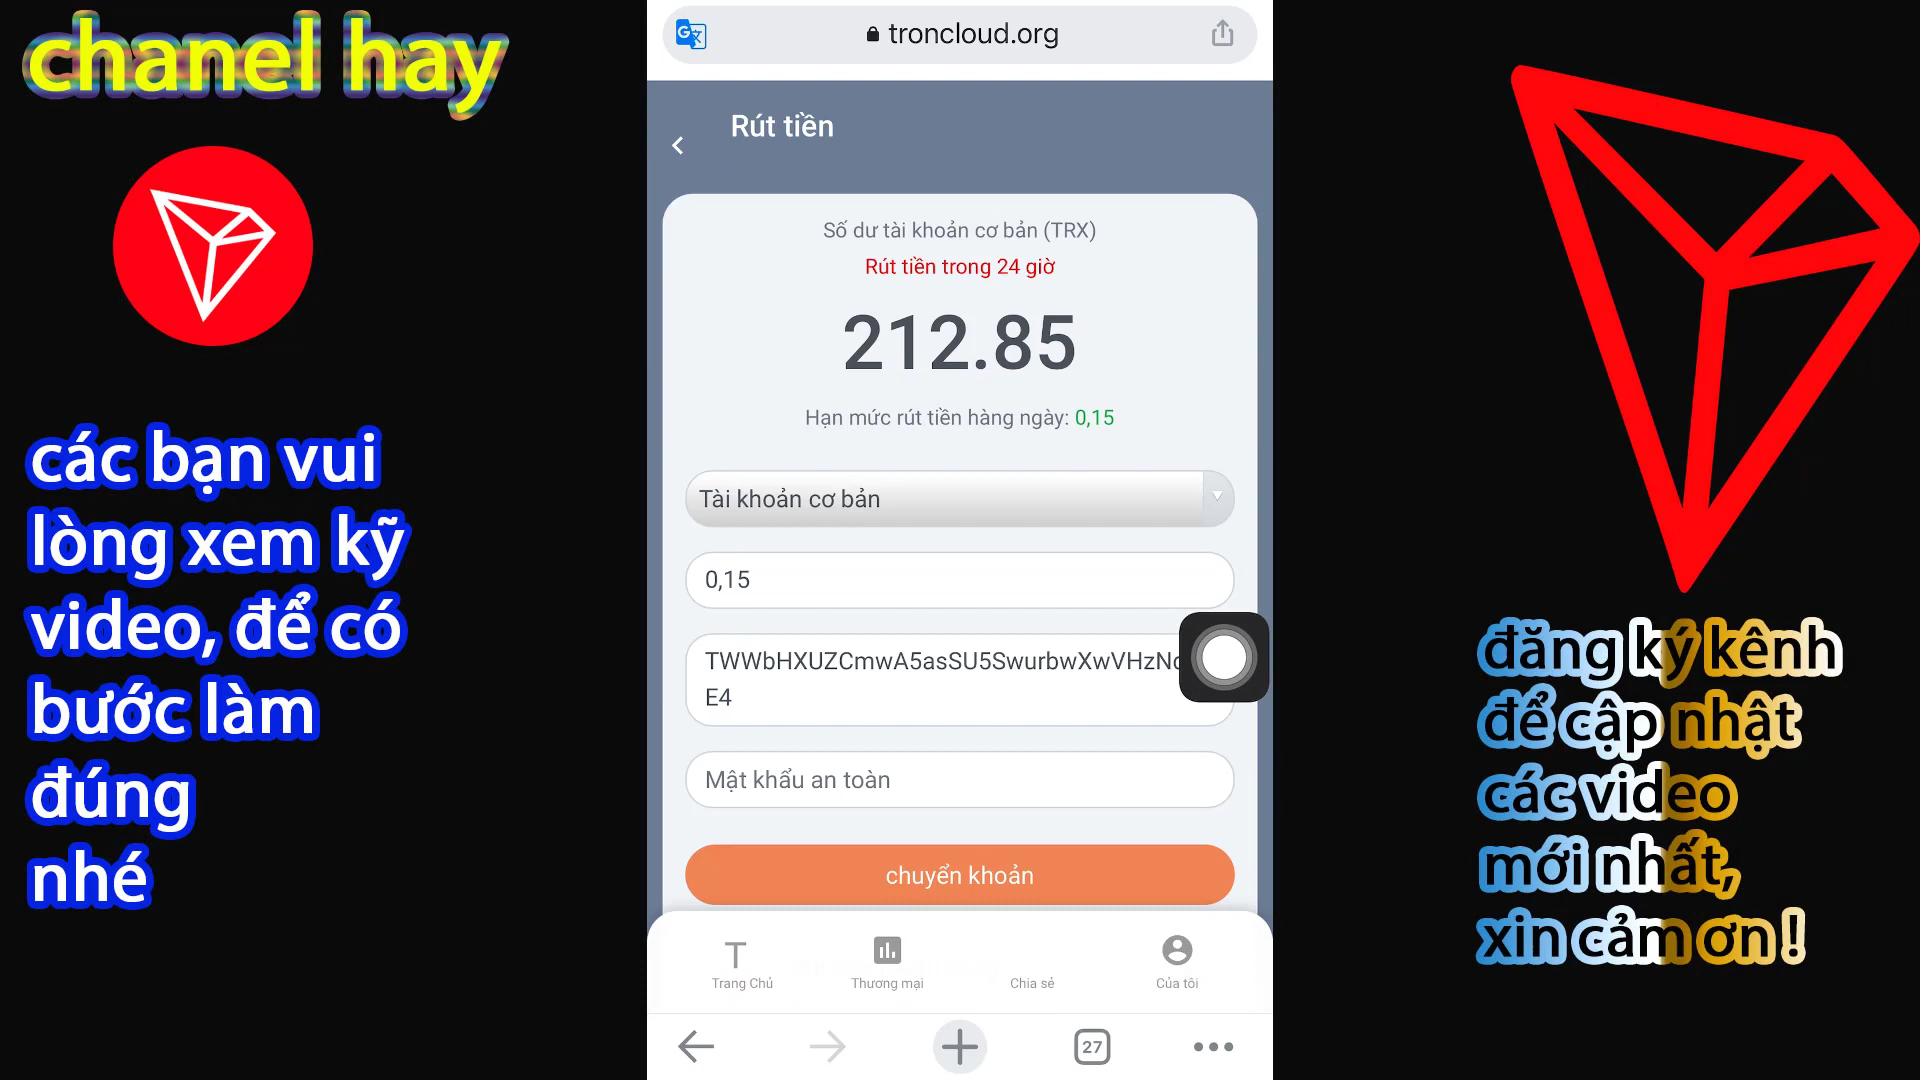 chanel hay
các bạn vui
lòng xem kỹ
video, để có
bước làm
đúng
nhé
troncloud.org
Rút tiền
Số dư tài khoản cơ bản (TRX)
Rút tiền trong 24 giờ
212.85
Hạn mức rút tiền hàng ngày: 0,15
Tài khoản cơ bản
0,15
E4
Mật khẩu an toàn
chuyển khoản
Trang Chủ
Thương mại
Chia sẻ
Của tôi
27
đăng ký kênh
để cập nhật
các video
mới nhất,
xin cảm ơn !